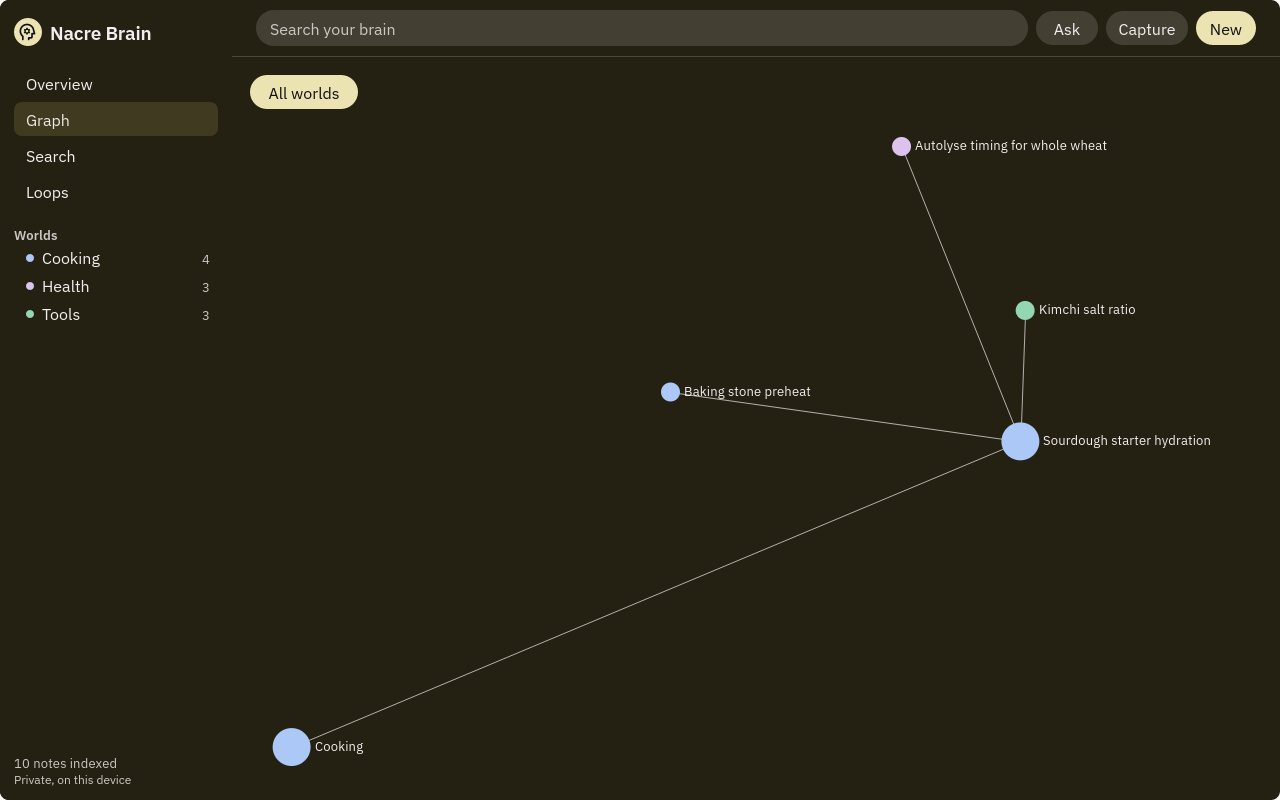 Nacre Brain
Search your brain
Ask
Capture
New
Overview
Graph
Search
Loops
Worlds
Cooking 4
Health 3
Tools 3
All worlds
Autolyse timing for whole wheat
Kimchi salt ratio
Baking stone preheat
Sourdough starter hydration
Cooking
10 notes indexed
Private, on this device